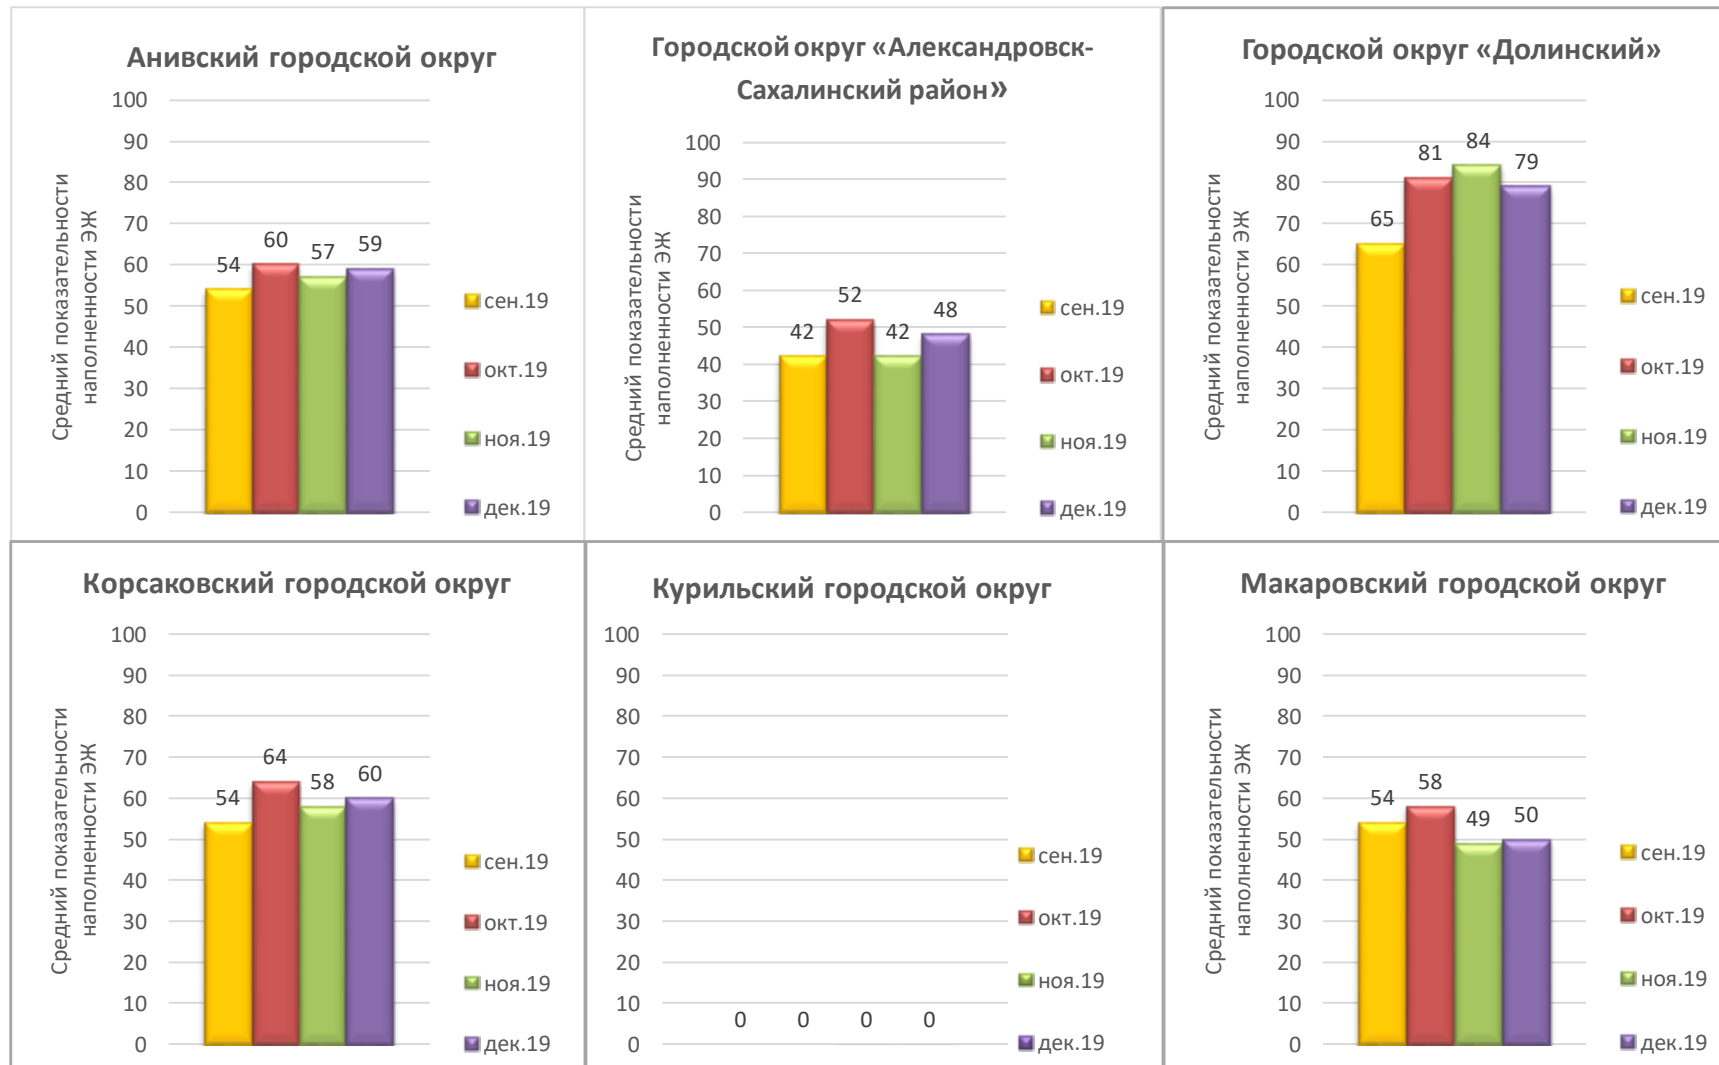 Анивский городской округ
100
90
80
70
60
50
40
30
20
10
0
Средний показательности
наполненности ЭЖ
54
60
57
59
сен.19
окт.19
ноя.19
дек.19
Городской округ «Александровск-
Сахалинский район»
100
90
80
70
60
50
40
30
20
10
0
Средний показательности
наполненности ЭЖ
42
52
42
48
сен.19
окт.19
ноя.19
дек.19
Городской округ «Долинский»
100
90
80
70
60
50
40
30
20
10
0
Средний показательности
наполненности ЭЖ
65
81
84
79
сен.19
окт.19
ноя.19
дек.19
Корсаковский городской округ
100
90
80
70
60
50
40
30
20
10
0
Средний показательности
наполненности ЭЖ
54
64
58
60
сен.19
окт.19
ноя.19
дек.19
Курильский городской округ
100
90
80
70
60
50
40
30
20
10
0
0
0
0
0
сен.19
окт.19
ноя.19
дек.19
Макаровский городской округ
100
90
80
70
60
50
40
30
20
10
0
Средний показательности
наполненности ЭЖ
54
58
49
50
сен.19
окт.19
ноя.19
дек.19